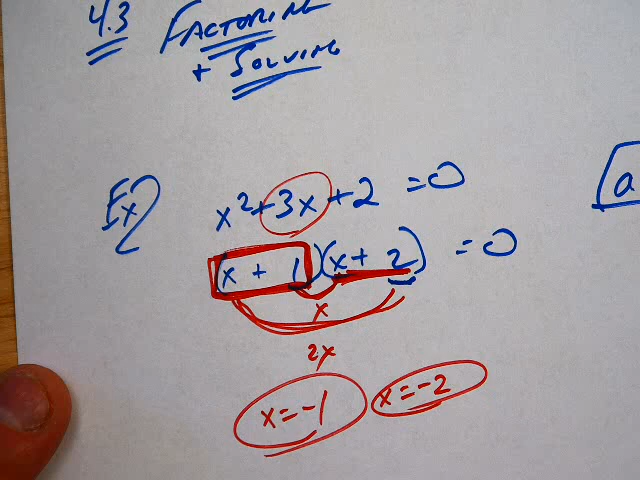 4.3 FACTORING
+ SOLVING
Ex
x² + 3x + 2 = 0
(x + 1)(x + 2) = 0
x
2x
x = -1 x = -2
a